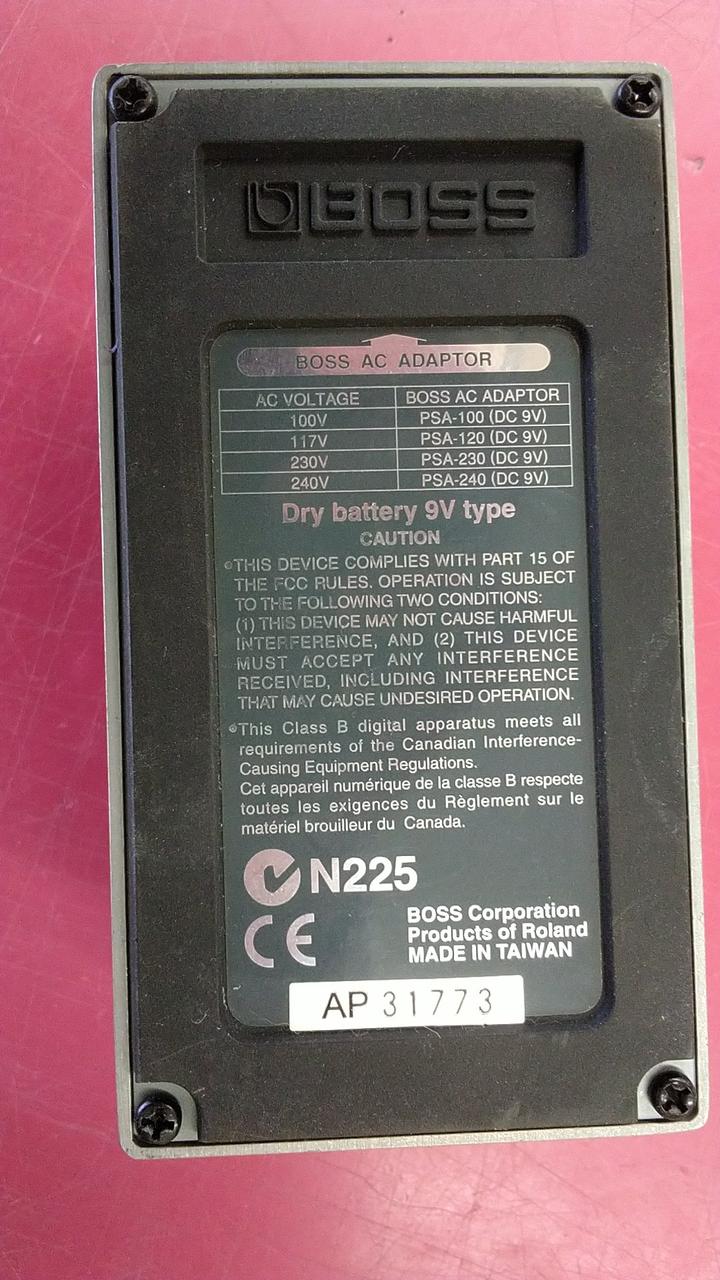 BOSS
BOSS AC ADAPTOR
AC VOLTAGE BOSS AC ADAPTOR
100V PSA-100 (DC 9V)
117V PSA-120 (DC 9V)
230V PSA-230 (DC 9V)
240V PSA-240 (DC 9V)
Dry battery 9V type
CAUTION
THIS DEVICE COMPLIES WITH PART 15 OF
THE FCC RULES. OPERATION IS SUBJECT
TO THE FOLLOWING TWO CONDITIONS:
(1) THIS DEVICE MAY NOT CAUSE HARMFUL
INTERFERENCE, AND (2) THIS DEVICE
MUST ACCEPT ANY INTERFERENCE
RECEIVED, INCLUDING INTERFERENCE
THAT MAY CAUSE UNDESIRED OPERATION.
This Class B digital apparatus meets all
requirements of the Canadian Interference-
Causing Equipment Regulations.
Cet appareil numérique de la classe B respecte
toutes les exigences du Règlement sur le
matériel brouilleur du Canada.
N225
CE
BOSS Corporation
Products of Roland
MADE IN TAIWAN
AP 31773